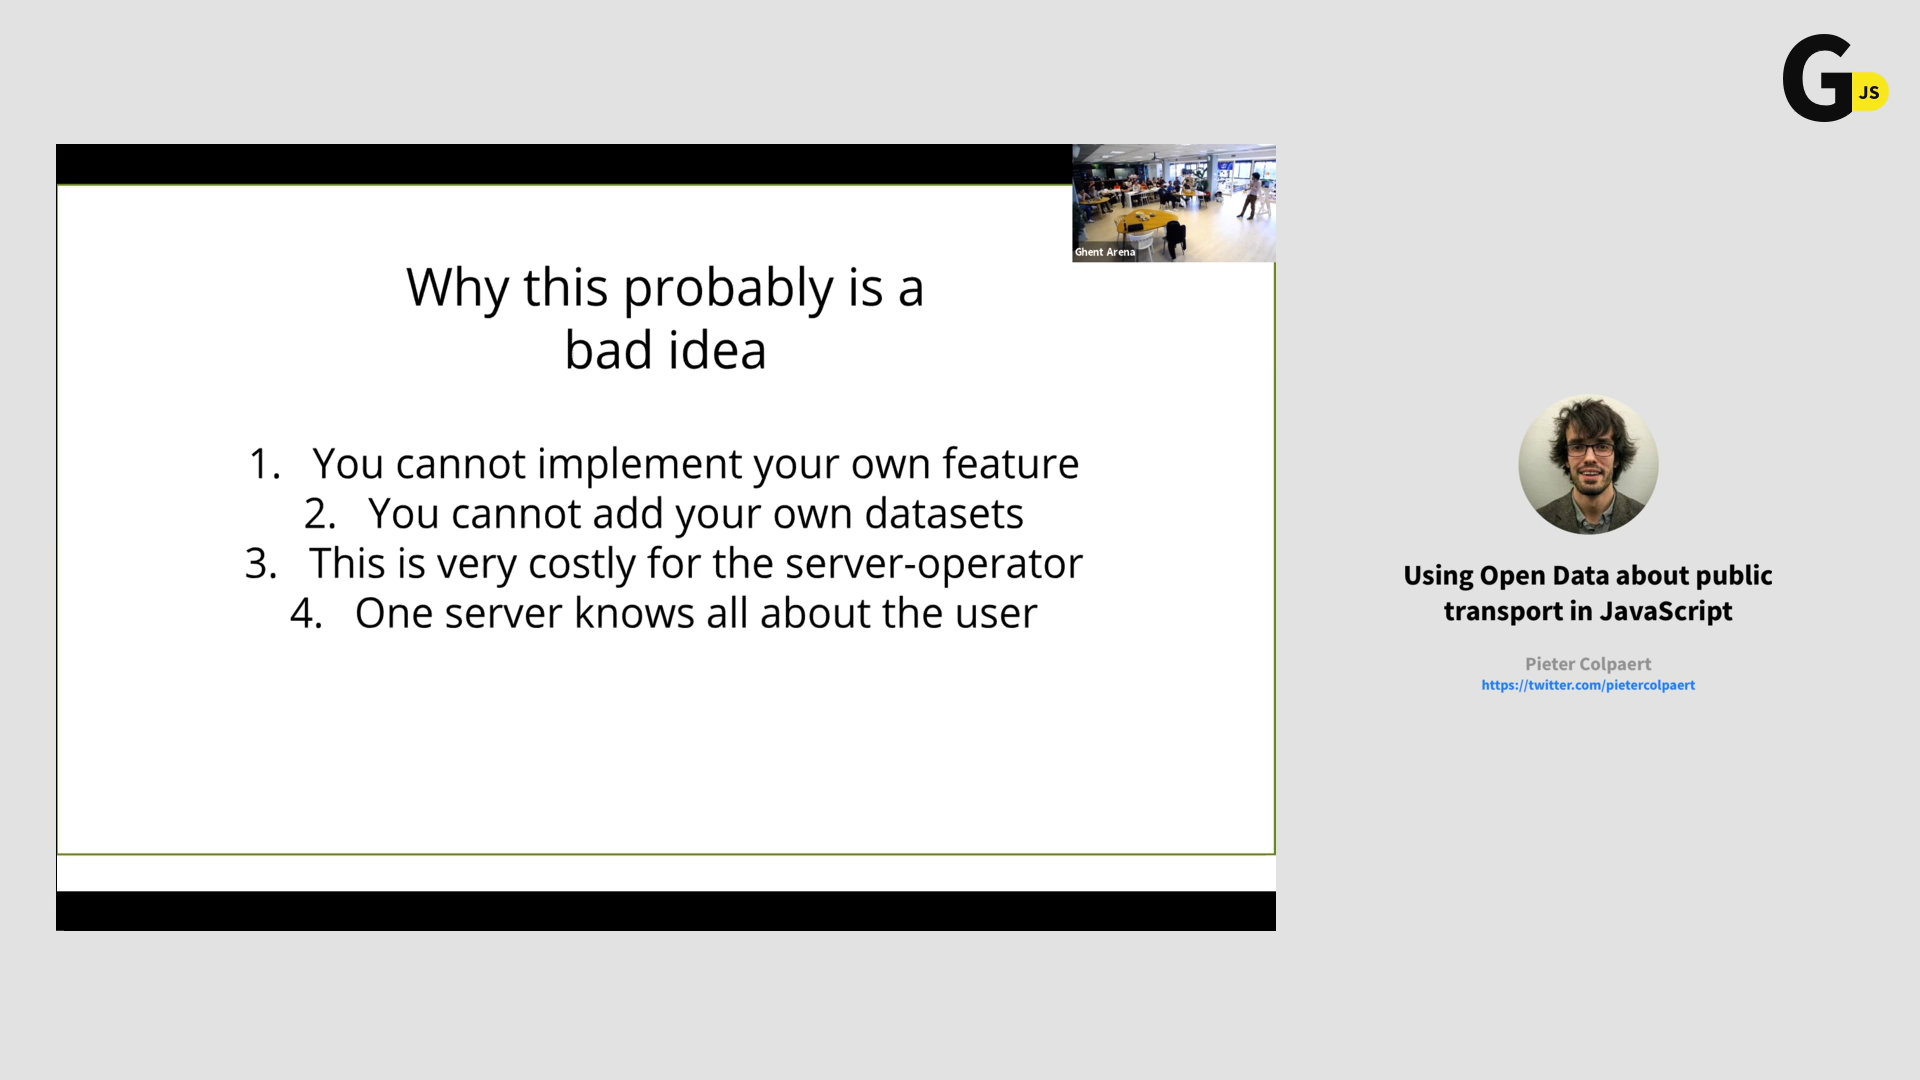 G
JS
Ghent Arena
Why this probably is a
bad idea
1. You cannot implement your own feature
2. You cannot add your own datasets
3. This is very costly for the server-operator
4. One server knows all about the user
Using Open Data about public
transport in JavaScript
Pieter Colpaert
https://twitter.com/pietercolpaert